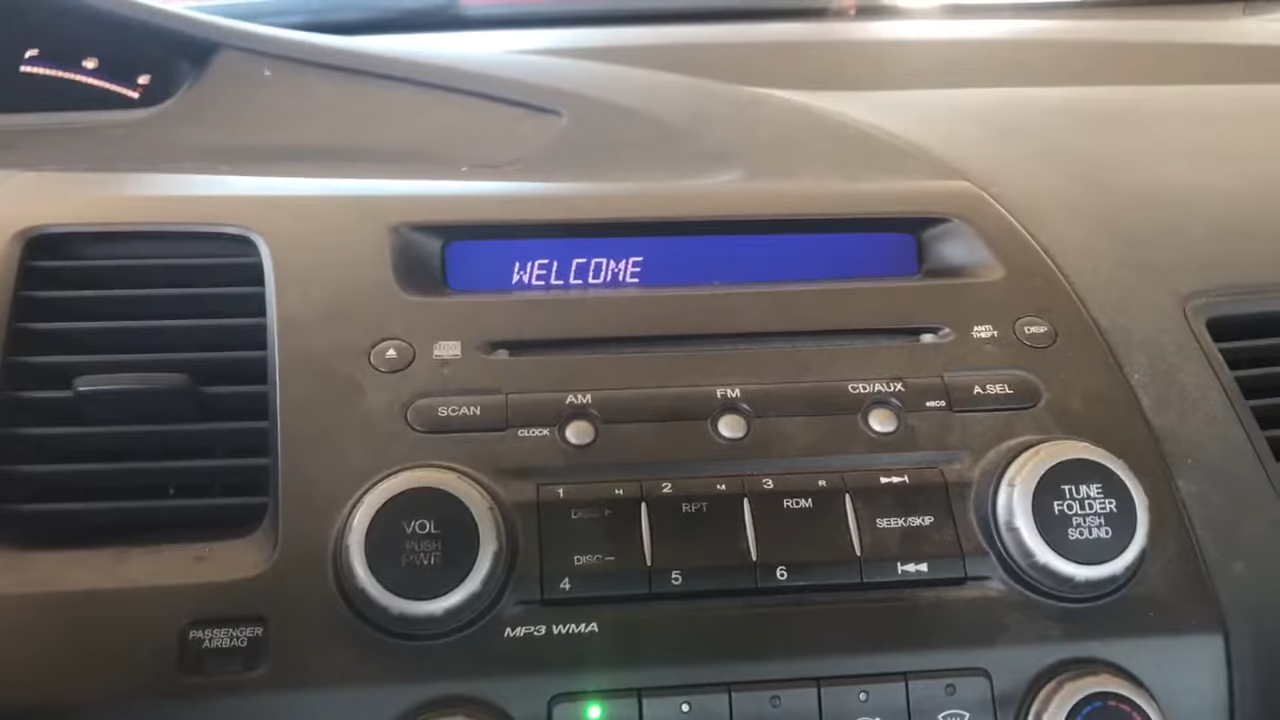 WELCOME
ANTI
THEFT
DISP
SCAN
AM
FM
CD/AUX
A.SEL
CLOCK
1 H
2 M
3 R
DISC +
RPT
RDM
SEEK/SKIP
DISC −
4
5
6
VOL
PUSH
PWR
TUNE
FOLDER
PUSH
SOUND
MP3 WMA
PASSENGER
AIRBAG